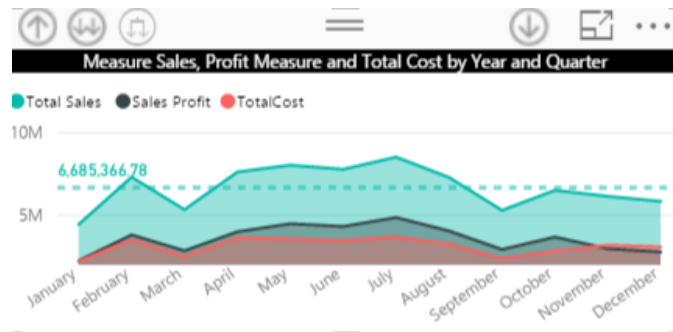 Measure Sales, Profit Measure and Total Cost by Year and Quarter
Total Sales Sales Profit TotalCost
10M
6,685,366.78
5M
January February March April May June July August September October November December